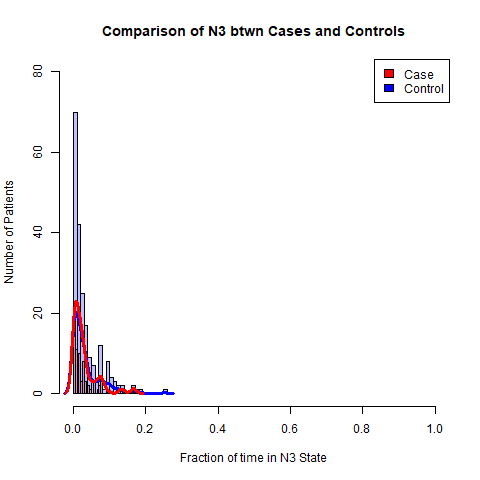 Comparison of N3 btwn Cases and Controls
Case
Control
Number of Patients
80
60
40
20
0
0.0 0.2 0.4 0.6 0.8 1.0
Fraction of time in N3 State